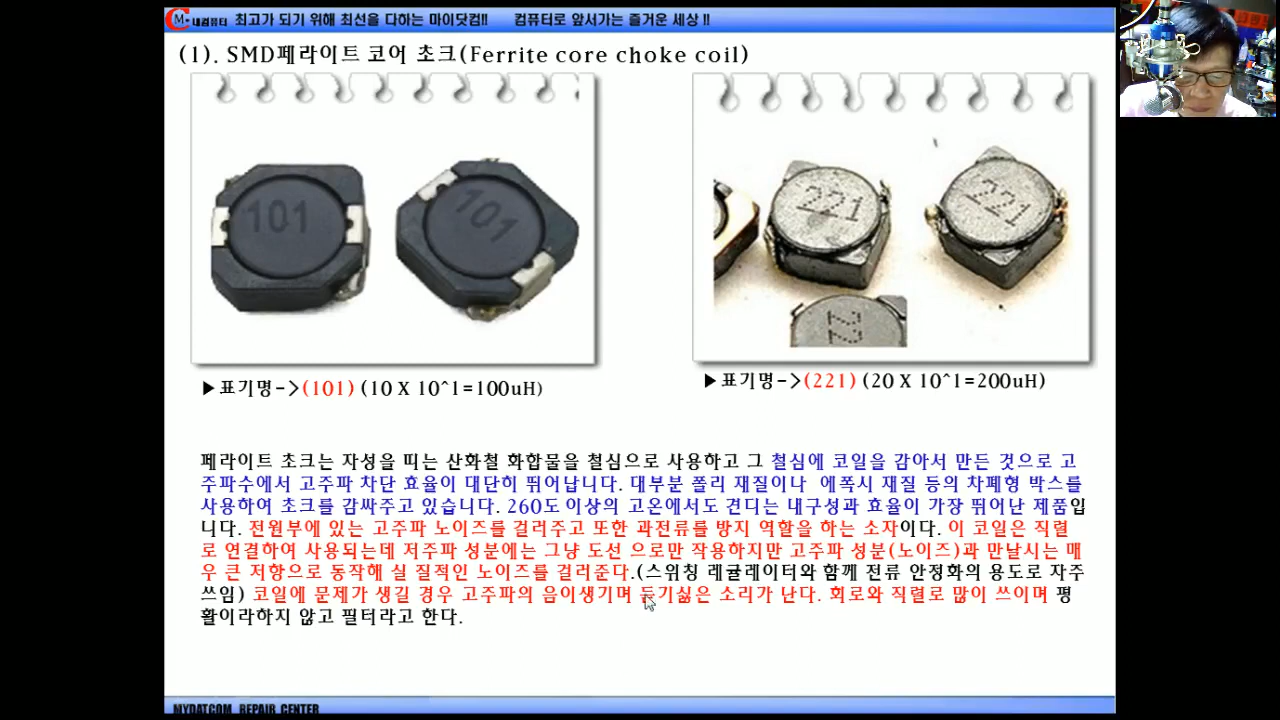 C M-내컴퓨터 최고가 되기 위해 최선을 다하는 마이닷컴!! 컴퓨터로 앞서가는 즐거운 세상 !!
(1). SMD페라이트 코어 초크(Ferrite core choke coil)
101
101
221
221
▶표기명->(101) (10 X 10^1=100uH)
▶표기명->(221) (20 X 10^1=200uH)
페라이트 초크는 자성을 띠는 산화철 화합물을 철심으로 사용하고 그 철심에 코일을 감아서 만든 것으로 고
주파수에서 고주파 차단 효율이 대단히 뛰어납니다. 대부분 폴리 재질이나 에폭시 재질 등의 차폐형 박스를
사용하여 초크를 감싸주고 있습니다. 260도 이상의 고온에서도 견디는 내구성과 효율이 가장 뛰어난 제품입
니다. 전원부에 있는 고주파 노이즈를 걸러주고 또한 과전류를 방지 역할을 하는 소자이다. 이 코일은 직렬
로 연결하여 사용되는데 저주파 성분에는 그냥 도선 으로만 작용하지만 고주파 성분(노이즈)과 만날시는 매
우 큰 저항으로 동작해 실 질적인 노이즈를 걸러준다.(스위칭 레귤레이터와 함께 전류 안정화의 용도로 자주
쓰임) 코일에 문제가 생길 경우 고주파의 음이생기며 듣기싫은 소리가 난다. 회로와 직렬로 많이 쓰이며 평
활이라하지 않고 필터라고 한다.
MYDATCOM REPAIR CENTER